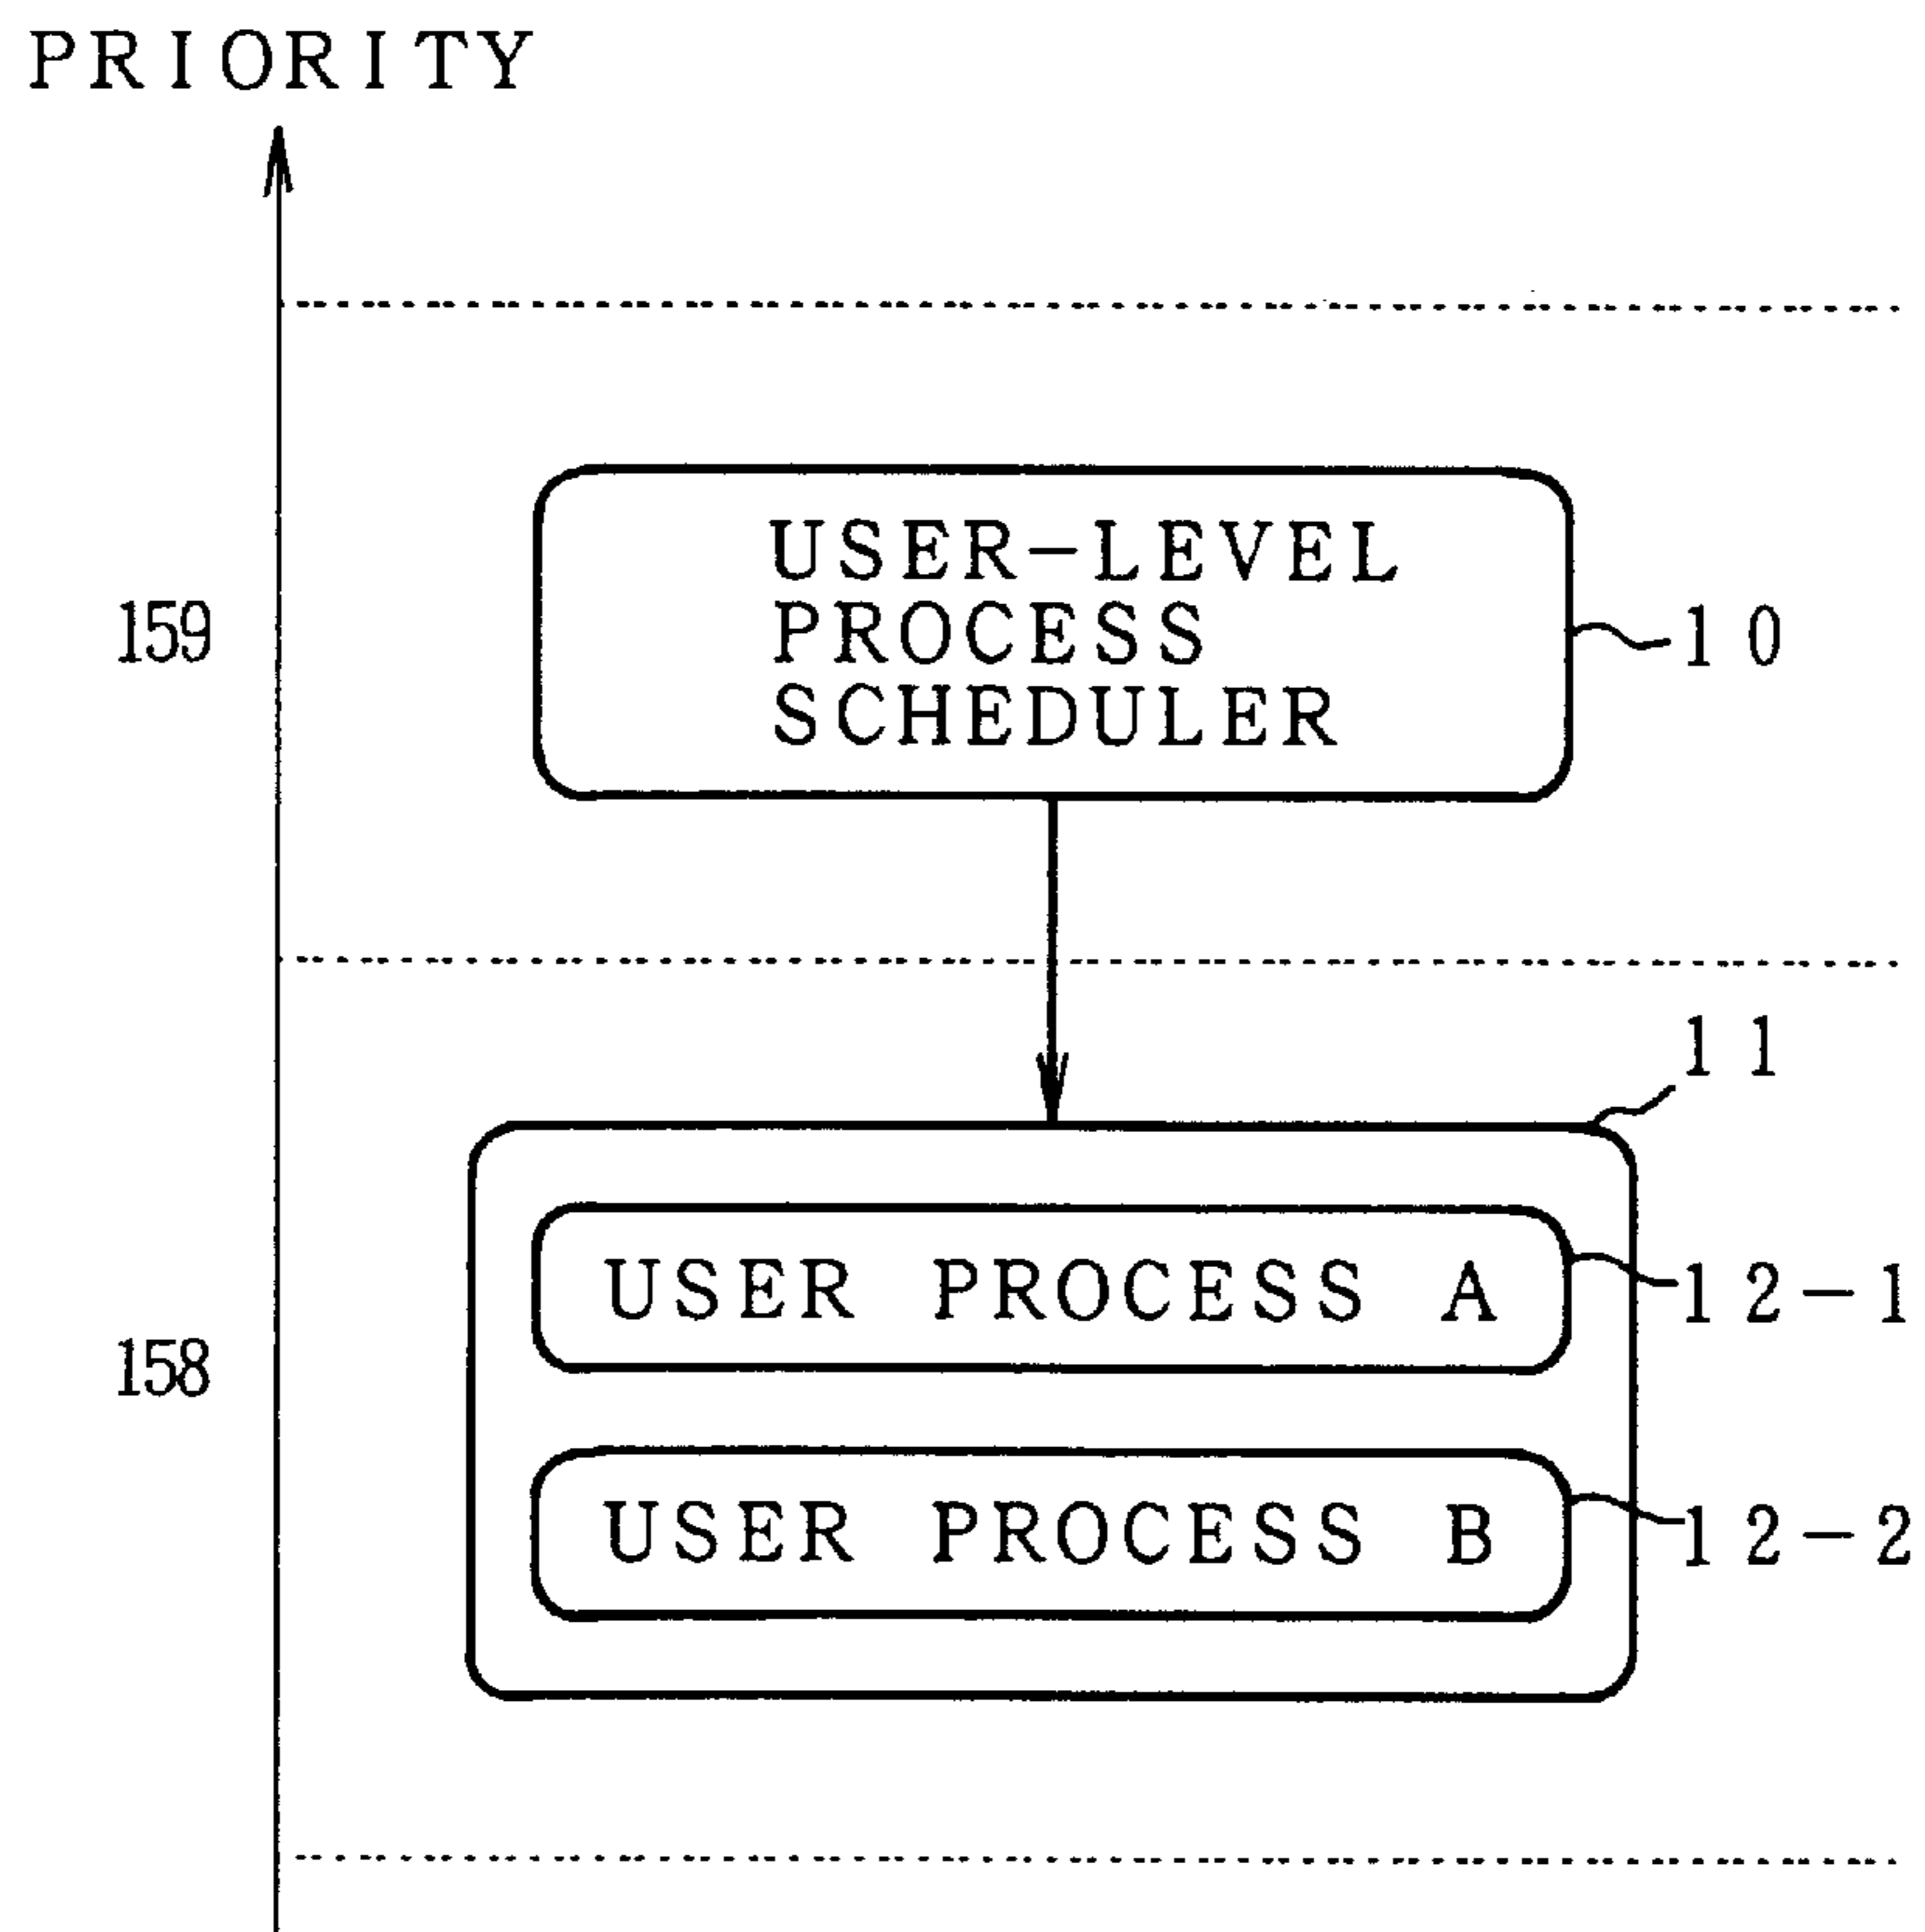 PRIORITY
USER-LEVEL
PROCESS
SCHEDULER
159
10
11
USER PROCESS A
12-1
158
USER PROCESS B
12-2